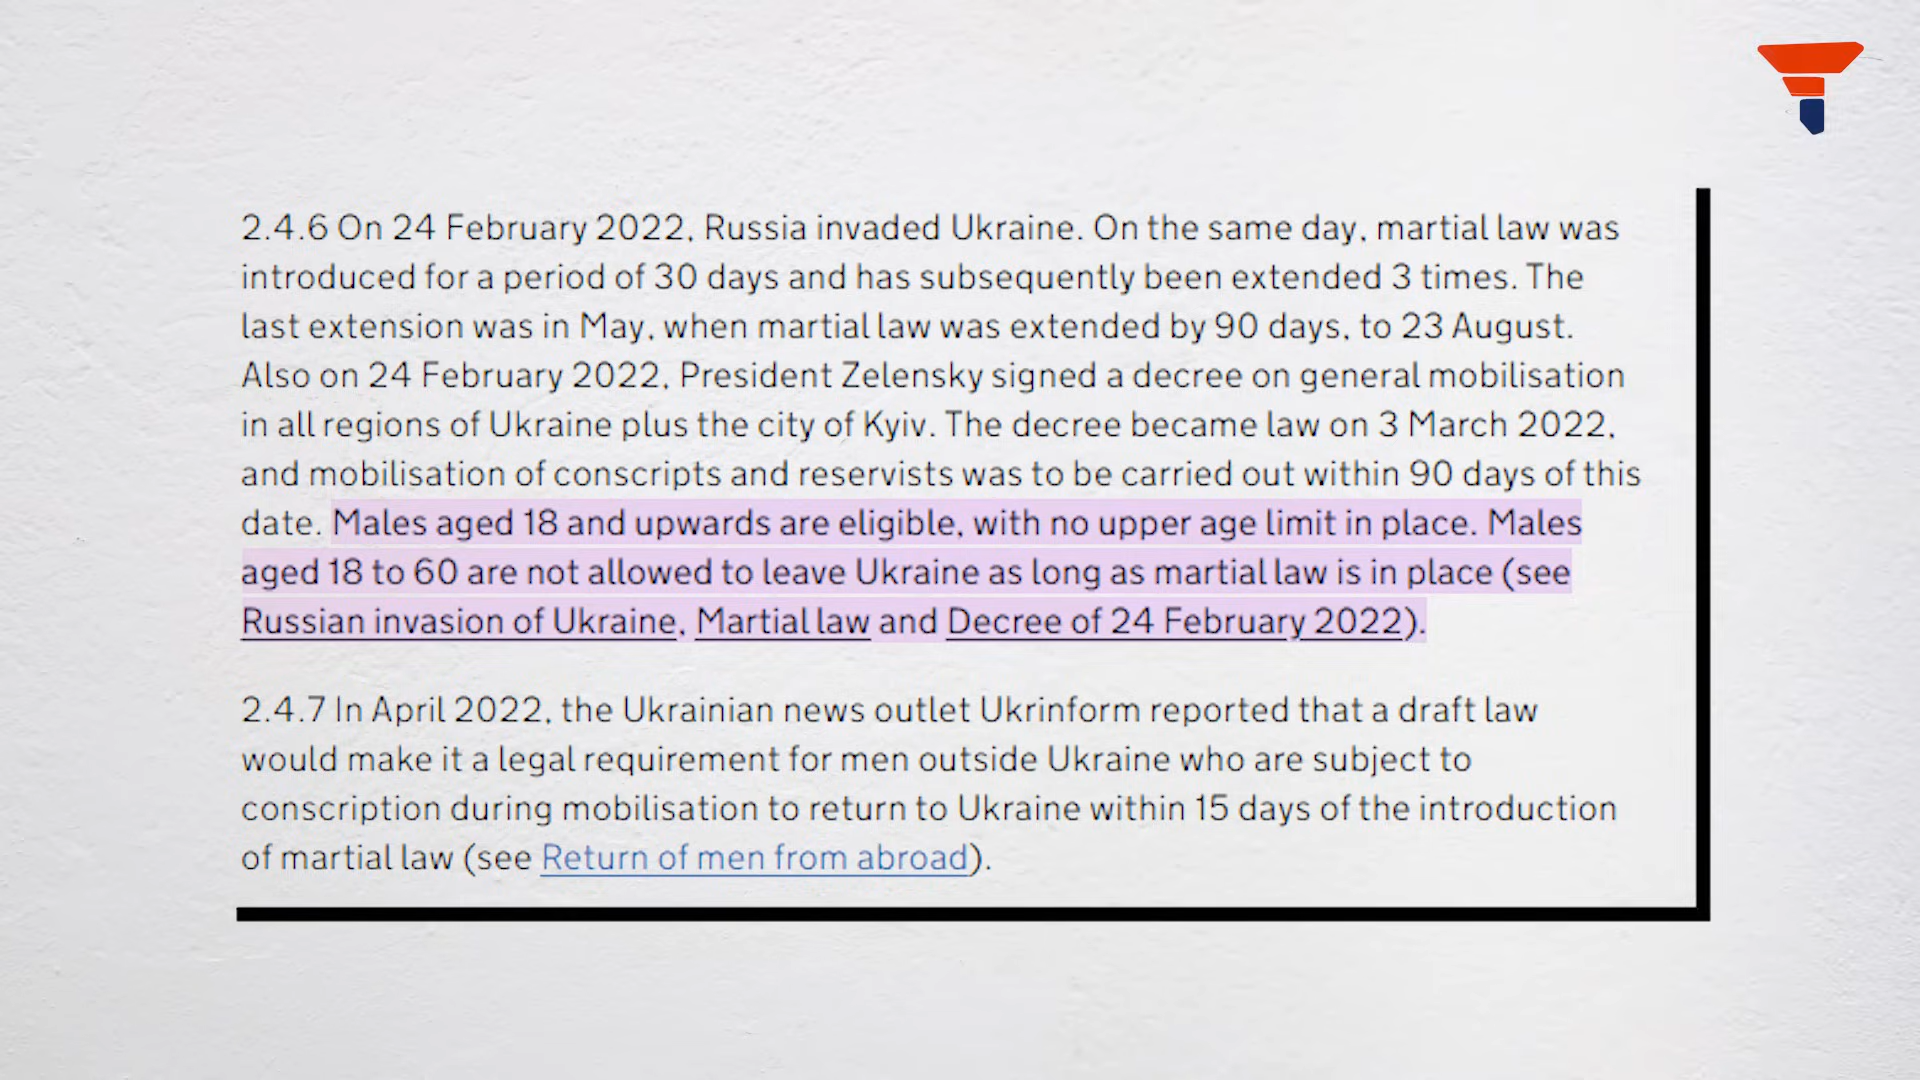 2.4.6 On 24 February 2022, Russia invaded Ukraine. On the same day, martial law was
introduced for a period of 30 days and has subsequently been extended 3 times. The
last extension was in May, when martial law was extended by 90 days, to 23 August.
Also on 24 February 2022, President Zelensky signed a decree on general mobilisation
in all regions of Ukraine plus the city of Kyiv. The decree became law on 3 March 2022,
and mobilisation of conscripts and reservists was to be carried out within 90 days of this
date. Males aged 18 and upwards are eligible, with no upper age limit in place. Males
aged 18 to 60 are not allowed to leave Ukraine as long as martial law is in place (see
Russian invasion of Ukraine, Martial law and Decree of 24 February 2022).
2.4.7 In April 2022, the Ukrainian news outlet Ukrinform reported that a draft law
would make it a legal requirement for men outside Ukraine who are subject to
conscription during mobilisation to return to Ukraine within 15 days of the introduction
of martial law (see Return of men from abroad).